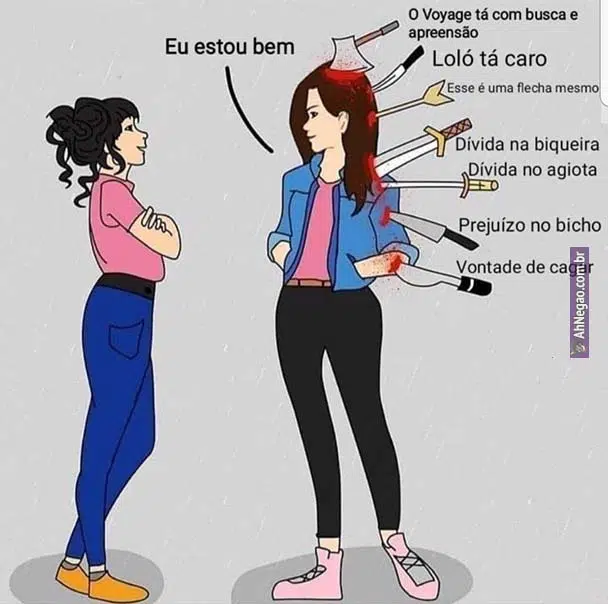 O Voyage tá com busca e
apreensão
Eu estou bem
Loló tá caro
Esse é uma flecha mesmo
Dívida na biqueira
Dívida no agiota
Prejuízo no bicho
Vontade de cagar
AhNegao.com.br